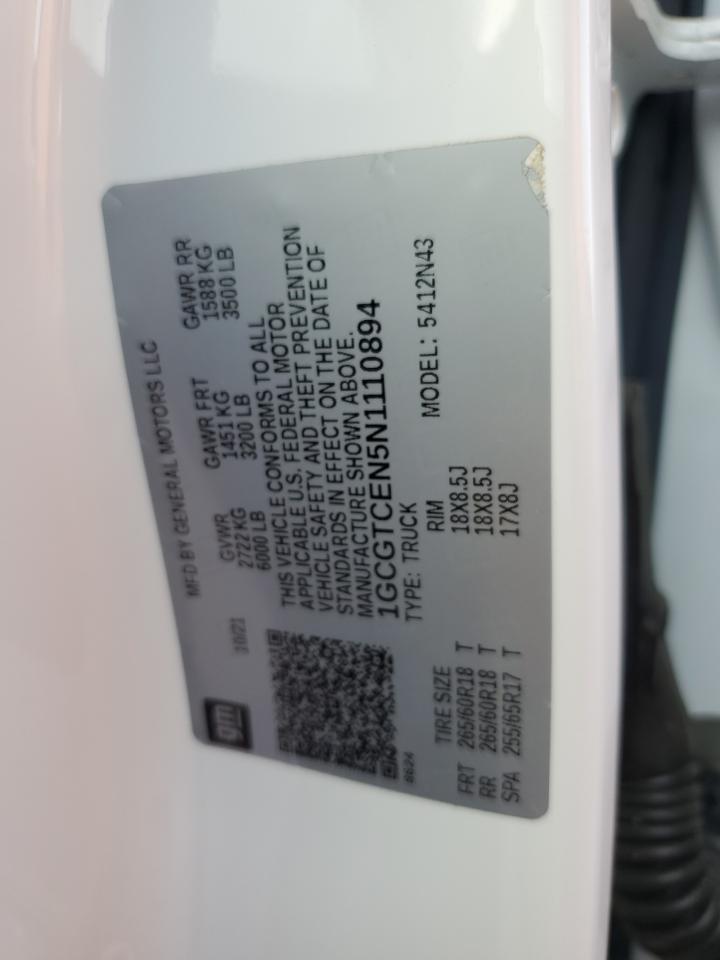 gm
10/21
MFD BY GENERAL MOTORS LLC
GVWR GAWR FRT GAWR RR
2722 KG 1451 KG 1588 KG
6000 LB 3200 LB 3500 LB
THIS VEHICLE CONFORMS TO ALL
APPLICABLE U.S. FEDERAL MOTOR
VEHICLE SAFETY AND THEFT PREVENTION
STANDARDS IN EFFECT ON THE DATE OF
MANUFACTURE SHOWN ABOVE.
1GCGTCEN5N1110894
TYPE: TRUCK MODEL: 5412N43
8624
TIRE SIZE RIM
FRT 265/60R18 T 18X8.5J
RR 265/60R18 T 18X8.5J
SPA 255/65R17 T 17X8J